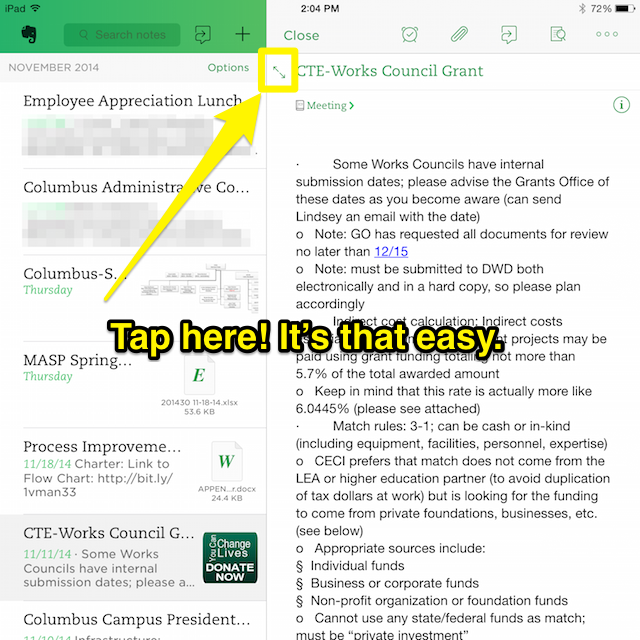 iPad
2:04 PM
72%
Search notes
Close
NOVEMBER 2014
Options
CTE-Works Council Grant
Meeting
Employee Appreciation Lunch
Columbus Administrative Co...
Columbus-S...
Thursday
MASP Spring...
Thursday
E
201430 11-18-14.xlsx
53.6 KB
Process Improveme...
11/18/14 Charter: Link to
Flow Chart: http://bit.ly/
1vman33
W
APPEN...r.docx
24.4 KB
CTE-Works Council G...
11/11/14 · Some Works
Councils have internal
submission dates; please a...
You Can
Change
Lives
DONATE
NOW
Columbus Campus President...
11/10/14 Infrastructure:
· Some Works Councils have internal
submission dates; please advise the Grants Office of
these dates as you become aware (can send
Lindsey an email with the date)
o Note: GO has requested all documents for review
no later than 12/15
o Note: must be submitted to DWD both
electronically and in a hard copy, so please plan
accordingly
Indirect cost calculation: Indirect costs
Tap here! It's that easy.
projects may be
paid using grant funding totaling not more than
5.7% of the total awarded amount
o Keep in mind that this rate is actually more like
6.0445% (please see attached)
· Match rules: 3-1; can be cash or in-kind
(including equipment, facilities, personnel, expertise)
o CECI prefers that match does not come from the
LEA or higher education partner (to avoid duplication
of tax dollars at work) but is looking for the funding
to come from private foundations, businesses, etc.
(see below)
o Appropriate sources include:
§ Individual funds
§ Business or corporate funds
§ Non-profit organization or foundation funds
o Cannot use any state/federal funds as match;
must be “private investment”